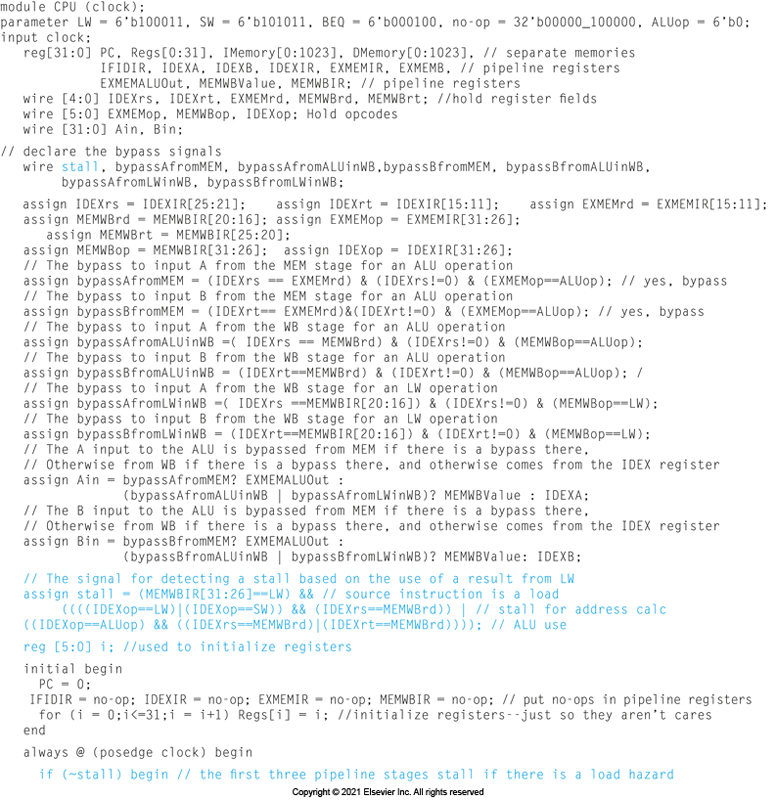 module CPU (clock);
parameter LW = 6'b100011, SW = 6'b101011, BEQ = 6'b000100, no-op = 32'b00000_100000, ALUop = 6'b0;
input clock;
reg[31:0] PC, Regs[0:31], IMemory[0:1023], DMemory[0:1023], // separate memories
IFIDIR, IDEXA, IDEXB, IDEXIR, EXMEMIR, EXMEMB, // pipeline registers
EXMEMALUOut, MEMWBValue, MEMWBIR; // pipeline registers
wire [4:0] IDEXrs, IDEXrt, EXMEMrd, MEMWBrd, MEMWBrt; //hold register fields
wire [5:0] EXMEMop, MEMWBop, IDEXop; Hold opcodes
wire [31:0] Ain, Bin;
// declare the bypass signals
wire stall, bypassAfromMEM, bypassAfromALUinWB,bypassBfromMEM, bypassBfromALUinWB,
bypassAfromLWinWB, bypassBfromLWinWB;
assign IDEXrs = IDEXIR[25:21]; assign IDEXrt = IDEXIR[15:11]; assign EXMEMrd = EXMEMIR[15:11];
assign MEMWBrd = MEMWBIR[20:16]; assign EXMEMop = EXMEMIR[31:26];
assign MEMWBrt = MEMWBIR[25:20];
assign MEMWBop = MEMWBIR[31:26]; assign IDEXop = IDEXIR[31:26];
// The bypass to input A from the MEM stage for an ALU operation
assign bypassAfromMEM = (IDEXrs == EXMEMrd) & (IDEXrs!=0) & (EXMEMop==ALUop); // yes, bypass
// The bypass to input B from the MEM stage for an ALU operation
assign bypassBfromMEM = (IDEXrt== EXMEMrd)&(IDEXrt!=0) & (EXMEMop==ALUop); // yes, bypass
// The bypass to input A from the WB stage for an ALU operation
assign bypassAfromALUinWB =( IDEXrs == MEMWBrd) & (IDEXrs!=0) & (MEMWBop==ALUop);
// The bypass to input B from the WB stage for an ALU operation
assign bypassBfromALUinWB = (IDEXrt==MEMWBrd) & (IDEXrt!=0) & (MEMWBop==ALUop); /
// The bypass to input A from the WB stage for an LW operation
assign bypassAfromLWinWB =( IDEXrs ==MEMWBIR[20:16]) & (IDEXrs!=0) & (MEMWBop==LW);
// The bypass to input B from the WB stage for an LW operation
assign bypassBfromLWinWB = (IDEXrt==MEMWBIR[20:16]) & (IDEXrt!=0) & (MEMWBop==LW);
// The A input to the ALU is bypassed from MEM if there is a bypass there,
// Otherwise from WB if there is a bypass there, and otherwise comes from the IDEX register
assign Ain = bypassAfromMEM? EXMEMALUOut :
(bypassAfromALUinWB | bypassAfromLWinWB)? MEMWBValue : IDEXA;
// The B input to the ALU is bypassed from MEM if there is a bypass there,
// Otherwise from WB if there is a bypass there, and otherwise comes from the IDEX register
assign Bin = bypassBfromMEM? EXMEMALUOut :
(bypassBfromALUinWB | bypassBfromLWinWB)? MEMWBValue: IDEXB;
// The signal for detecting a stall based on the use of a result from LW
assign stall = (MEMWBIR[31:26]==LW) && // source instruction is a load
((((IDEXop==LW)|(IDEXop==SW)) && (IDEXrs==MEMWBrd)) | // stall for address calc
((IDEXop==ALUop) && ((IDEXrs==MEMWBrd)|(IDEXrt==MEMWBrd)))); // ALU use
reg [5:0] i; //used to initialize registers
initial begin
PC = 0;
IFIDIR = no-op; IDEXIR = no-op; EXMEMIR = no-op; MEMWBIR = no-op; // put no-ops in pipeline registers
for (i = 0;i<=31;i = i+1) Regs[i] = i; //initialize registers--just so they aren't cares
end
always @ (posedge clock) begin
if (~stall) begin // the first three pipeline stages stall if there is a load hazard
Copyright © 2021 Elsevier Inc. All rights reserved